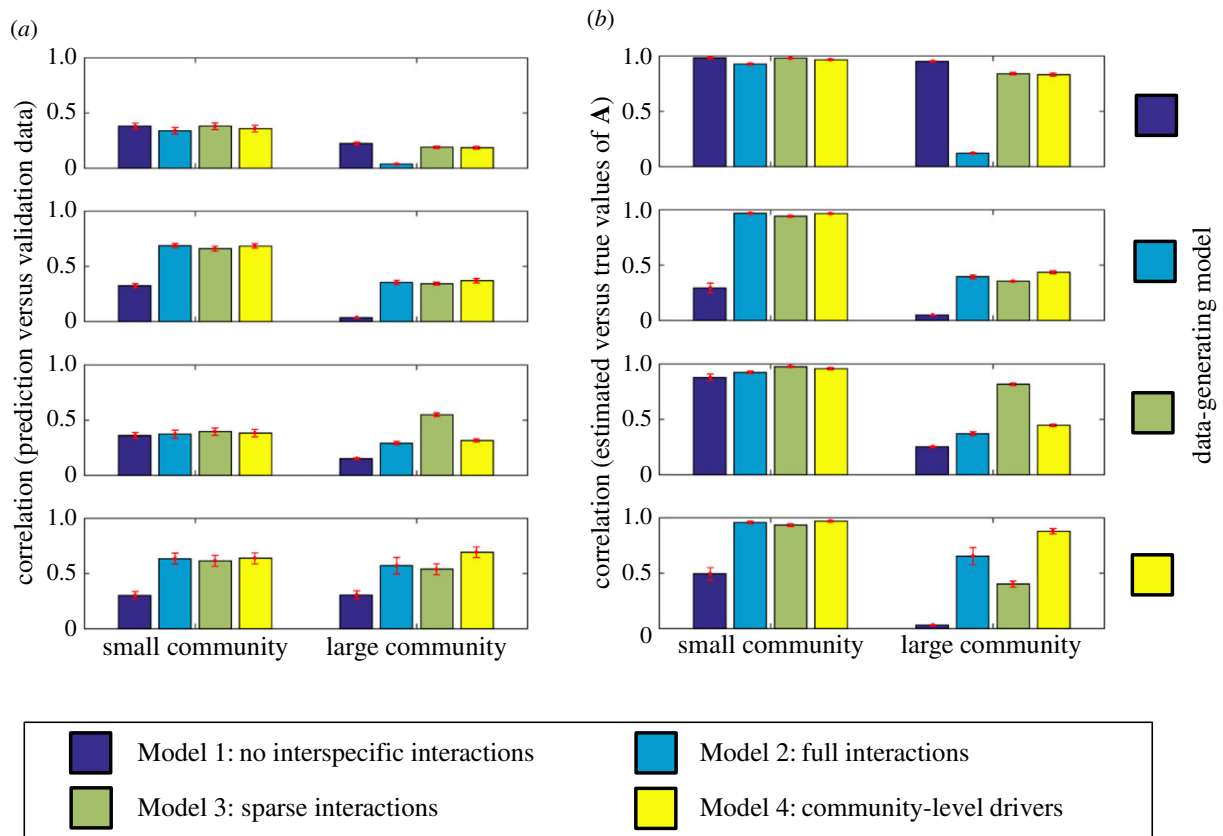 (a)
(b)
correlation (prediction versus validation data)
1.0
0.5
0
1.0
0.5
0
1.0
0.5
0
1.0
0.5
0
small community
large community
correlation (estimated versus true values of A)
1.0
0.5
0
1.0
0.5
0
1.0
0.5
0
1.0
0.5
0
small community
large community
data-generating model
Model 1: no interspecific interactions
Model 2: full interactions
Model 3: sparse interactions
Model 4: community-level drivers